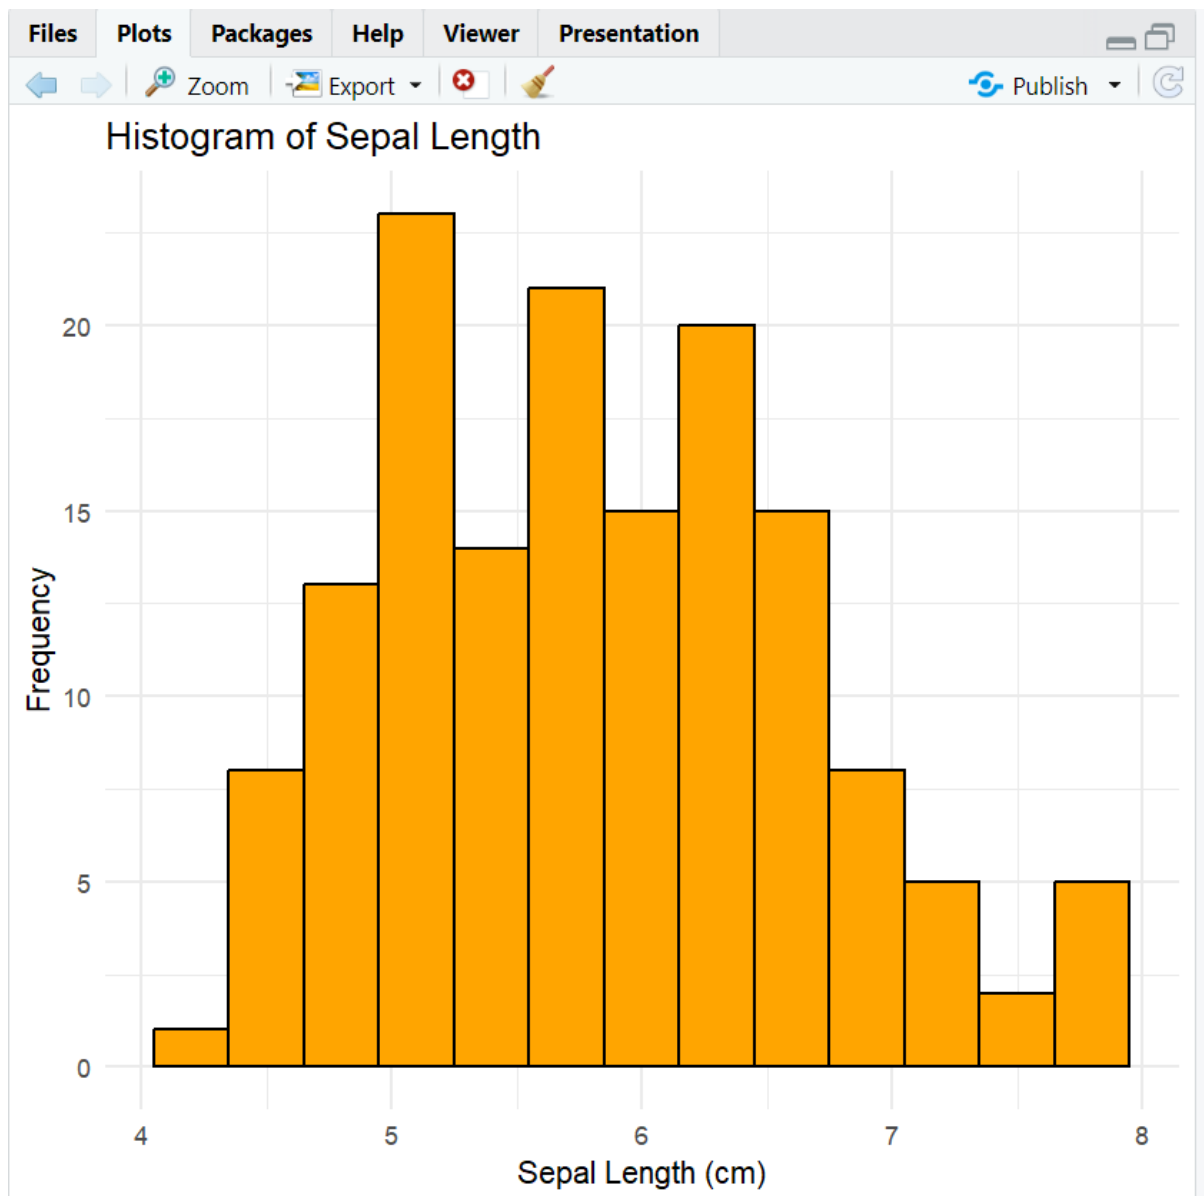 Files Plots Packages Help Viewer Presentation
Zoom Export Publish
Histogram of Sepal Length
20
15
10
5
0
Frequency
4 5 6 7 8
Sepal Length (cm)